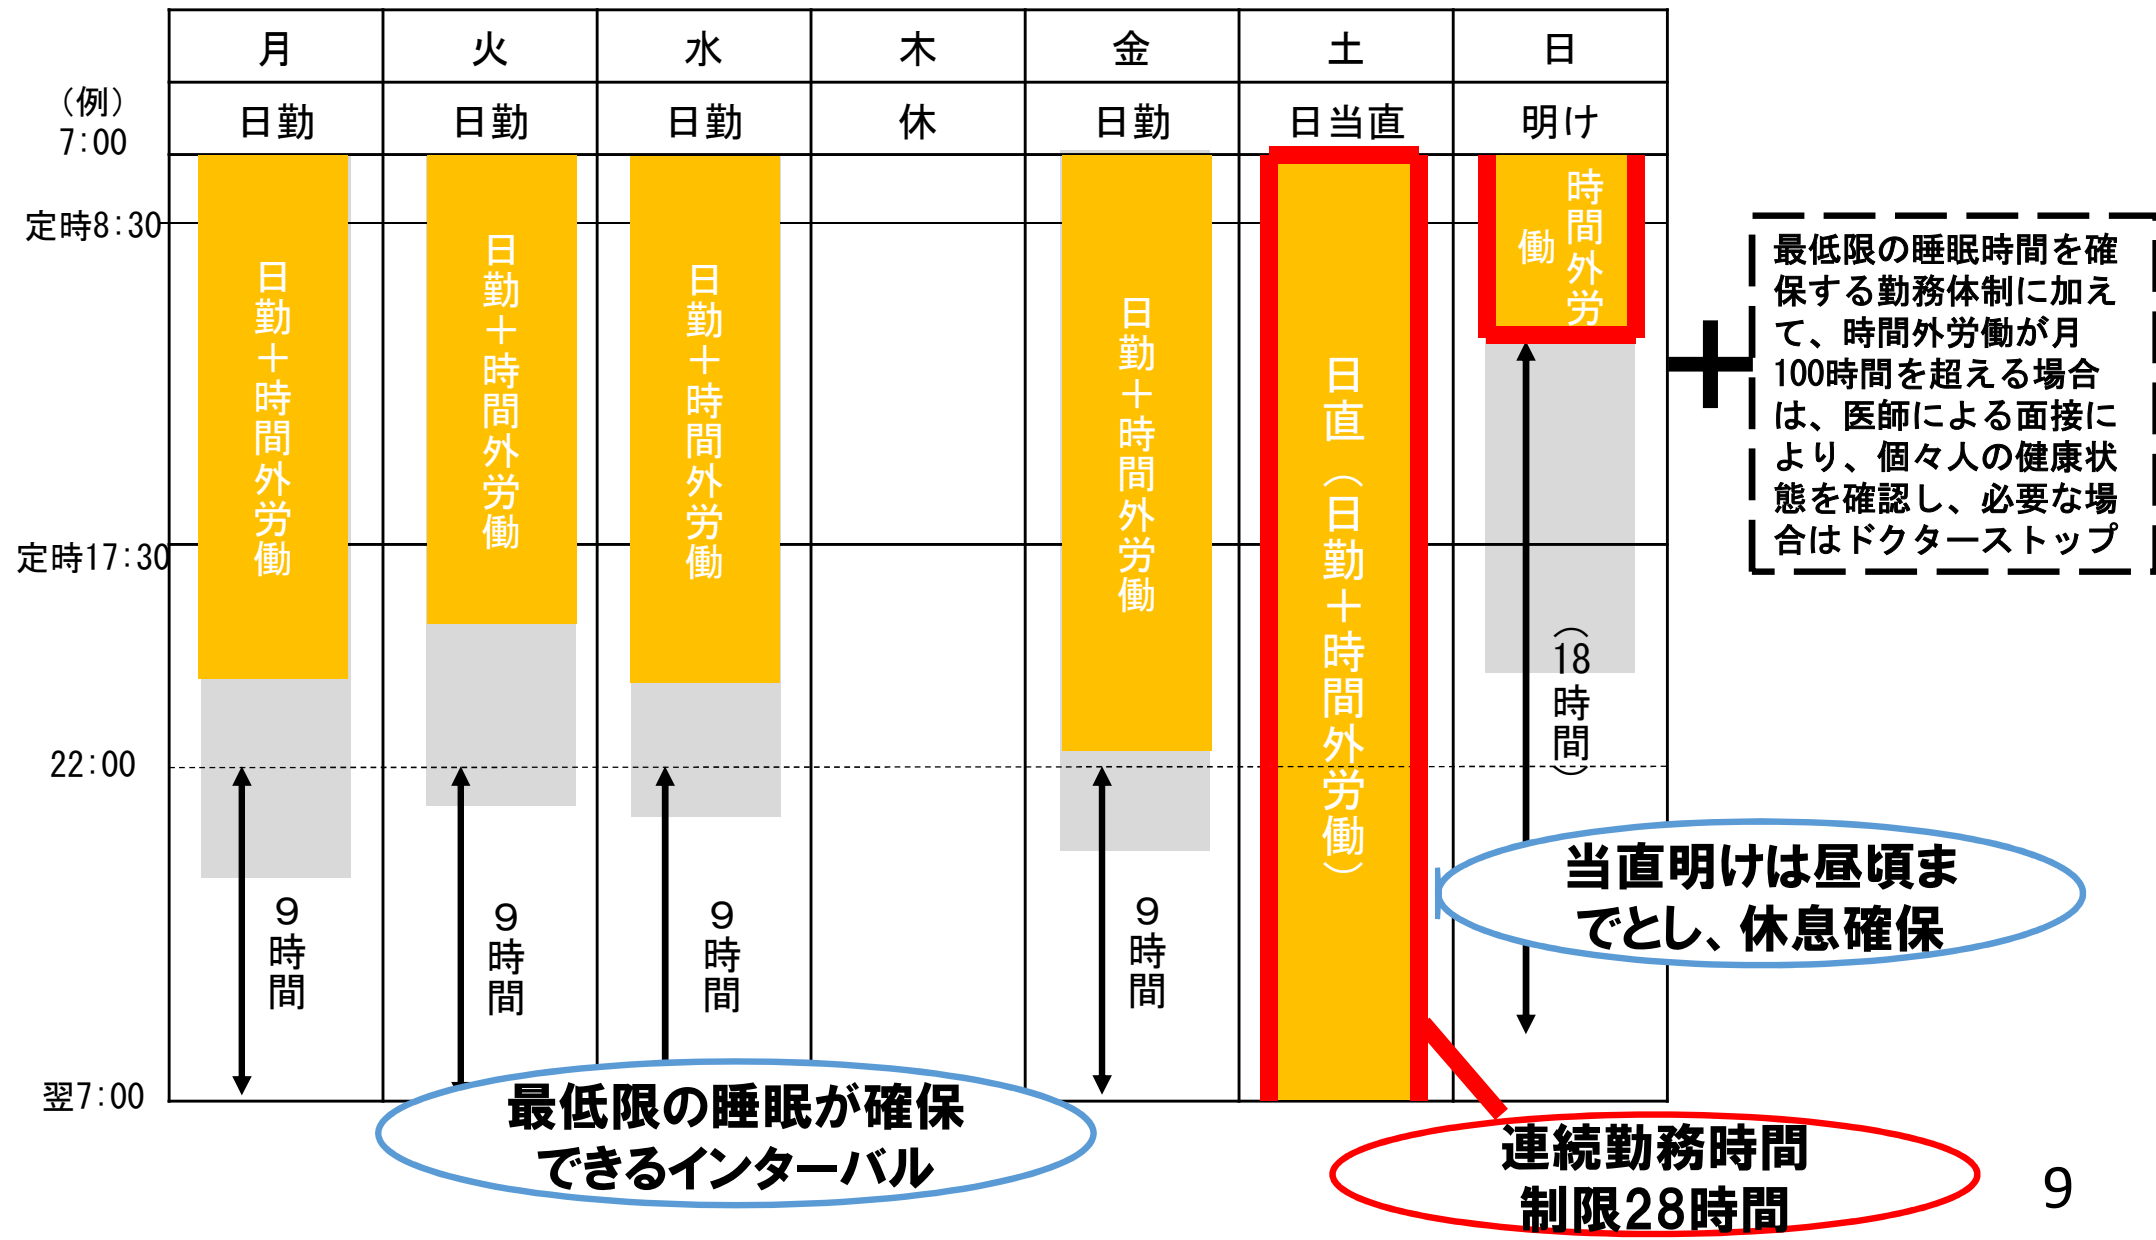 月 火 水 木 金 土 日
(例)
7:00
日勤 日勤 日勤 休 日勤 日当直 明け
定時8:30
定時17:30
22:00
翌7:00
日勤+時間外労働
日勤+時間外労働
日勤+時間外労働
日勤+時間外労働
日直(日勤+時間外労働)
時間外労
働
9時間
9時間
9時間
9時間
(18時間)
最低限の睡眠時間を確
保する勤務体制に加え
て、時間外労働が月
100時間を超える場合
は、医師による面接に
より、個々人の健康状
態を確認し、必要な場
合はドクターストップ
当直明けは昼頃ま
でとし、休息確保
最低限の睡眠が確保
できるインターバル
連続勤務時間
制限28時間
9